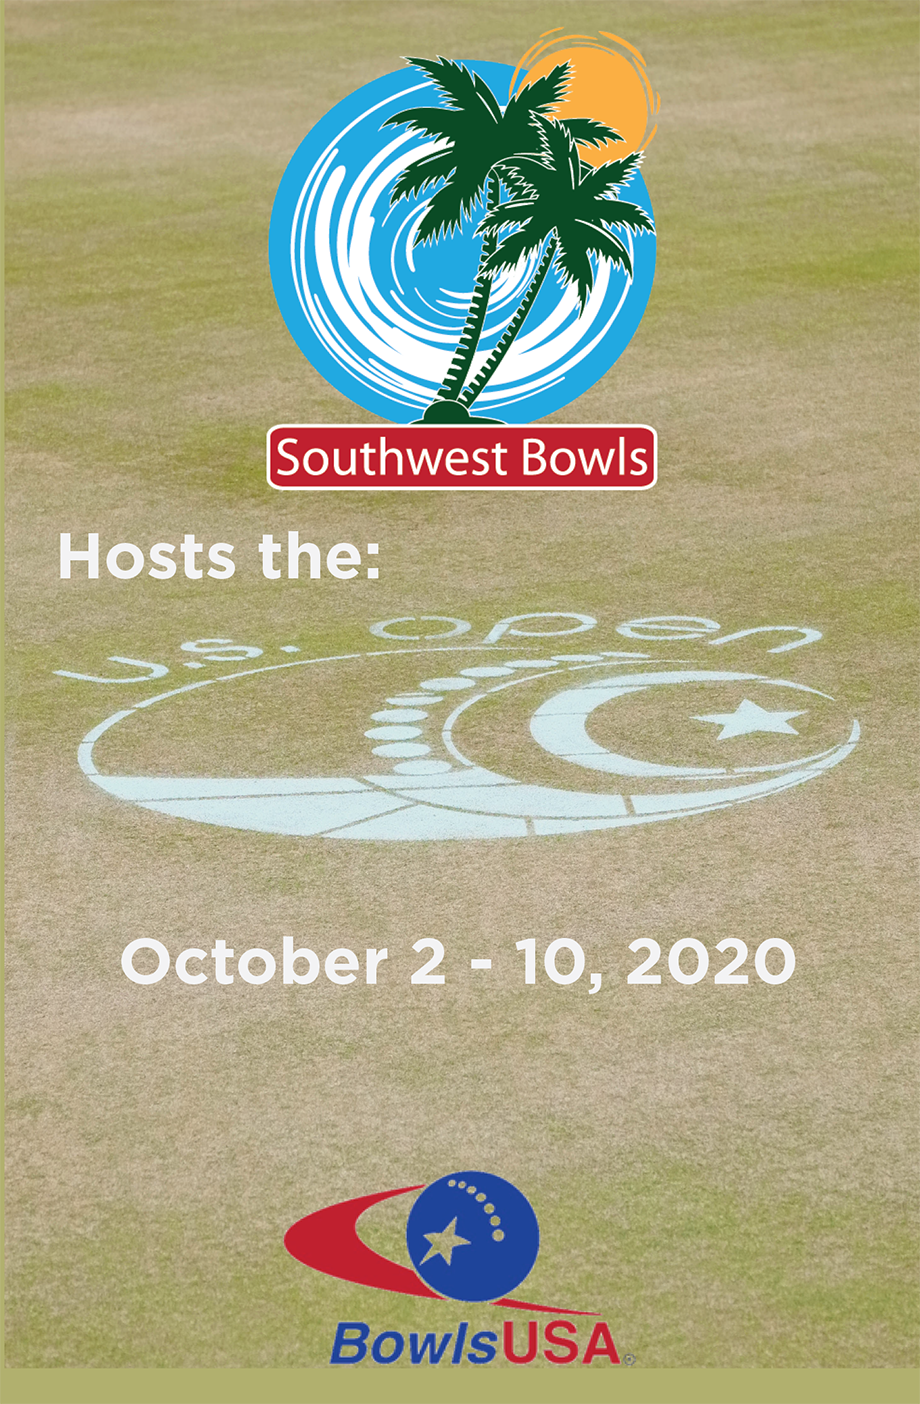 Southwest Bowls
Hosts the:
u.s. open
October 2 - 10, 2020
BowlsUSA®